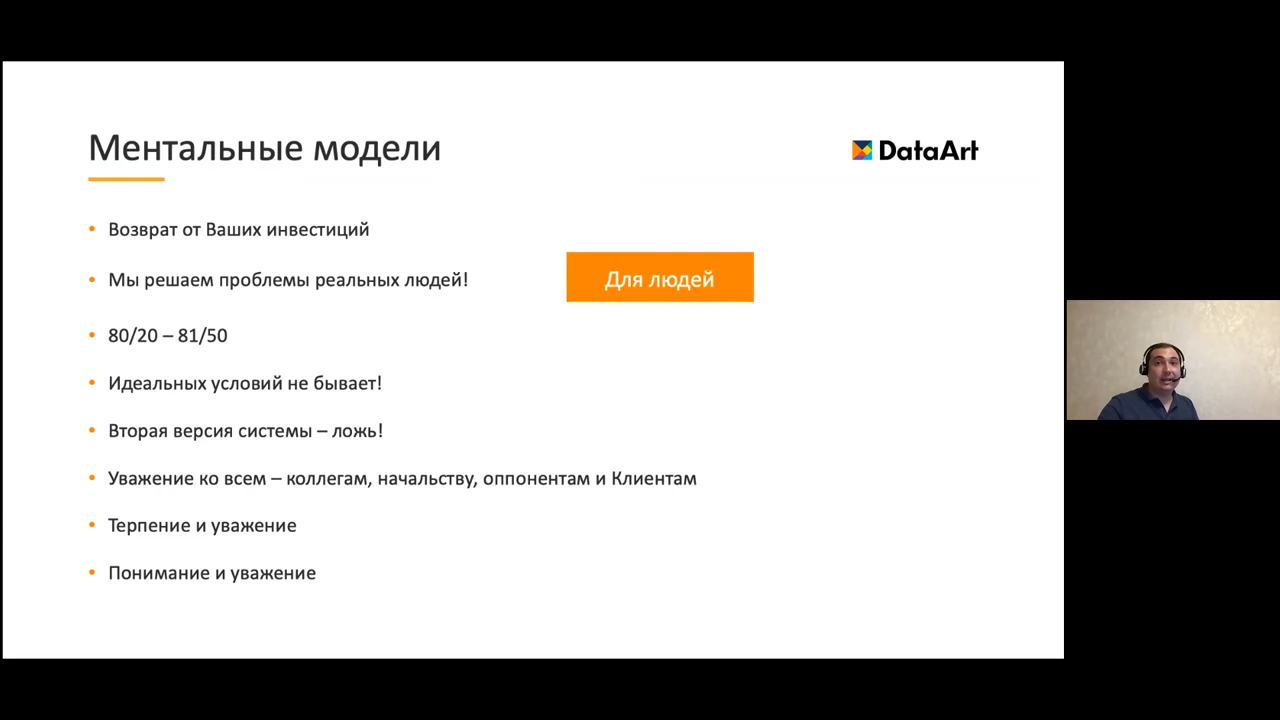 Ментальные модели
DataArt
Возврат от Ваших инвестиций
Мы решаем проблемы реальных людей!
Для людей
80/20 – 81/50
Идеальных условий не бывает!
Вторая версия системы – ложь!
Уважение ко всем – коллегам, начальству, оппонентам и Клиентам
Терпение и уважение
Понимание и уважение